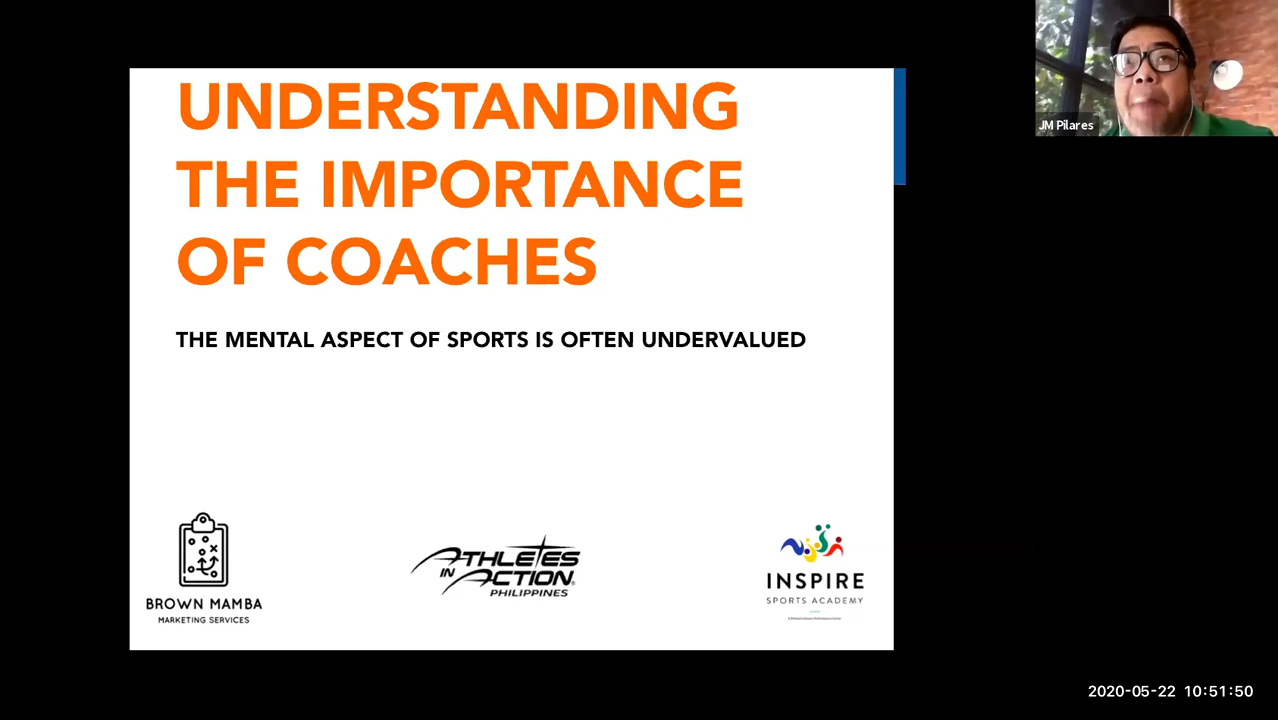 UNDERSTANDING
THE IMPORTANCE
OF COACHES
THE MENTAL ASPECT OF SPORTS IS OFTEN UNDERVALUED
JM Pilares
BROWN MAMBA
MARKETING SERVICES
ATHLETES
IN ACTION
PHILIPPINES
INSPIRE
SPORTS ACADEMY
2020-05-22 10:51:50